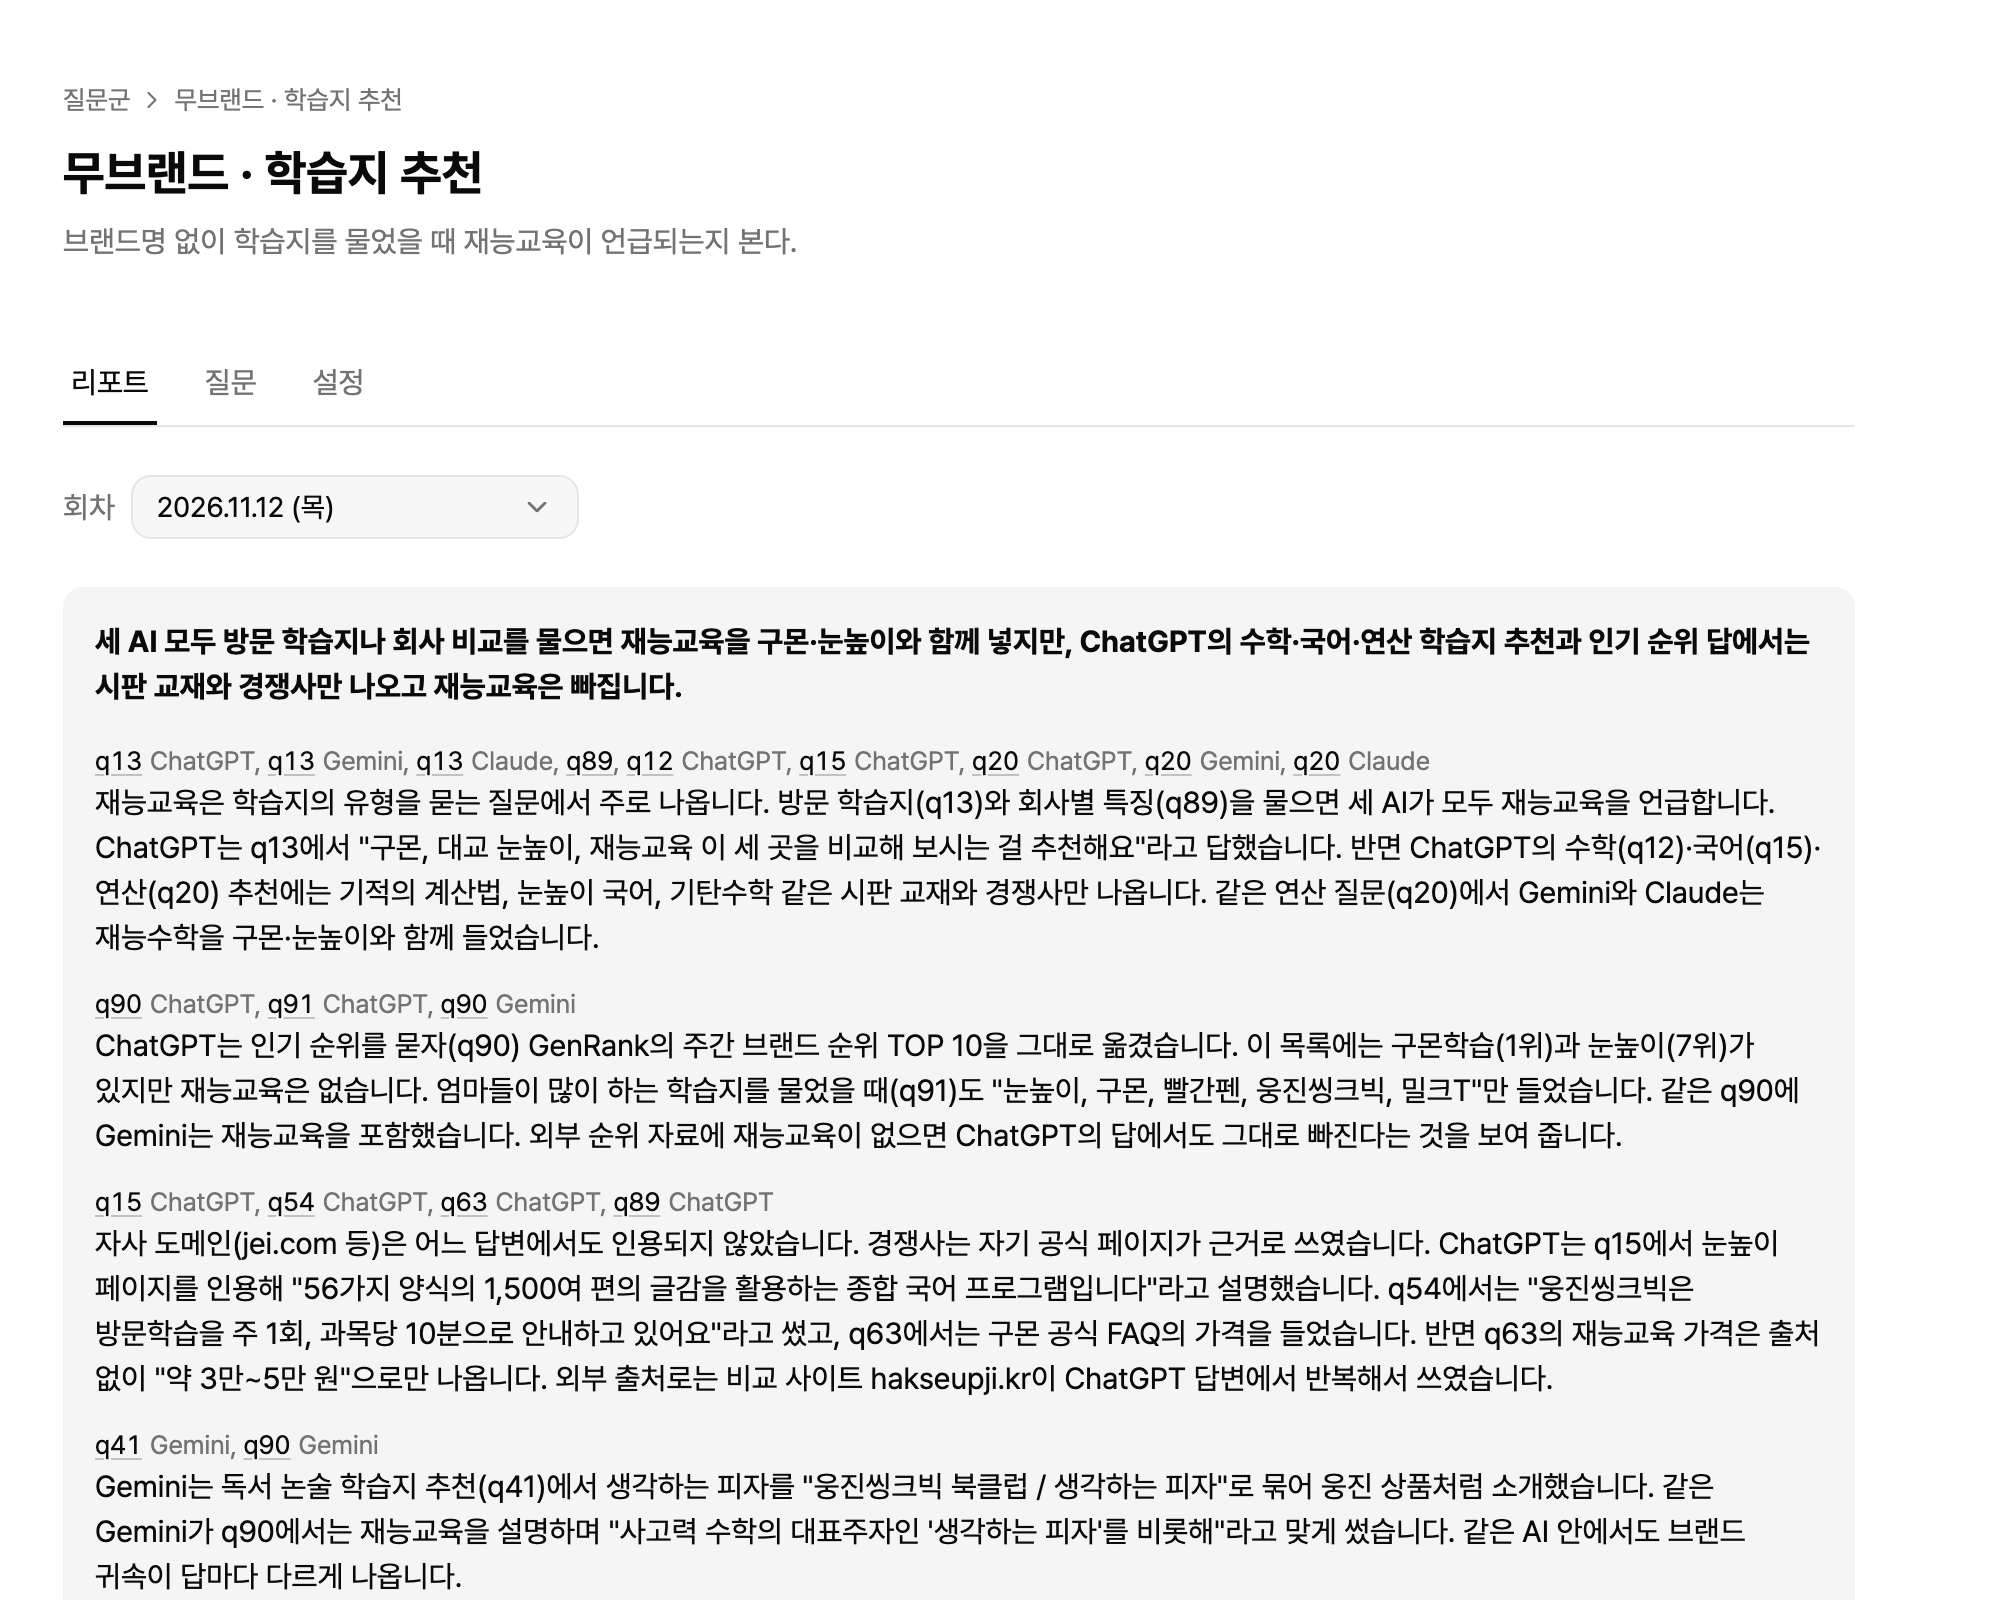 질문군 > 무브랜드 · 학습지 추천
무브랜드 · 학습지 추천
브랜드명 없이 학습지를 물었을 때 재능교육이 언급되는지 본다.
리포트 질문 설정
회차 2026.11.12 (목)
세 AI 모두 방문 학습지나 회사 비교를 물으면 재능교육을 구몬·눈높이와 함께 넣지만, ChatGPT의 수학·국어·연산 학습지 추천과 인기 순위 답에서는
시판 교재와 경쟁사만 나오고 재능교육은 빠집니다.
q13 ChatGPT, q13 Gemini, q13 Claude, q89, q12 ChatGPT, q15 ChatGPT, q20 ChatGPT, q20 Gemini, q20 Claude
재능교육은 학습지의 유형을 묻는 질문에서 주로 나옵니다. 방문 학습지(q13)와 회사별 특징(q89)을 물으면 세 AI가 모두 재능교육을 언급합니다.
ChatGPT는 q13에서 "구몬, 대교 눈높이, 재능교육 이 세 곳을 비교해 보시는 걸 추천해요"라고 답했습니다. 반면 ChatGPT의 수학(q12)·국어(q15)·
연산(q20) 추천에는 기적의 계산법, 눈높이 국어, 기탄수학 같은 시판 교재와 경쟁사만 나옵니다. 같은 연산 질문(q20)에서 Gemini와 Claude는
재능수학을 구몬·눈높이와 함께 들었습니다.
q90 ChatGPT, q91 ChatGPT, q90 Gemini
ChatGPT는 인기 순위를 묻자(q90) GenRank의 주간 브랜드 순위 TOP 10을 그대로 옮겼습니다. 이 목록에는 구몬학습(1위)과 눈높이(7위)가
있지만 재능교육은 없습니다. 엄마들이 많이 하는 학습지를 물었을 때(q91)도 "눈높이, 구몬, 빨간펜, 웅진씽크빅, 밀크T"만 들었습니다. 같은 q90에
Gemini는 재능교육을 포함했습니다. 외부 순위 자료에 재능교육이 없으면 ChatGPT의 답에서도 그대로 빠진다는 것을 보여 줍니다.
q15 ChatGPT, q54 ChatGPT, q63 ChatGPT, q89 ChatGPT
자사 도메인(jei.com 등)은 어느 답변에서도 인용되지 않았습니다. 경쟁사는 자기 공식 페이지가 근거로 쓰였습니다. ChatGPT는 q15에서 눈높이
페이지를 인용해 "56가지 양식의 1,500여 편의 글감을 활용하는 종합 국어 프로그램입니다"라고 설명했습니다. q54에서는 "웅진씽크빅은
방문학습을 주 1회, 과목당 10분으로 안내하고 있어요"라고 썼고, q63에서는 구몬 공식 FAQ의 가격을 들었습니다. 반면 q63의 재능교육 가격은 출처
없이 "약 3만~5만 원"으로만 나옵니다. 외부 출처로는 비교 사이트 hakseupji.kr이 ChatGPT 답변에서 반복해서 쓰였습니다.
q41 Gemini, q90 Gemini
Gemini는 독서 논술 학습지 추천(q41)에서 생각하는 피자를 "웅진씽크빅 북클럽 / 생각하는 피자"로 묶어 웅진 상품처럼 소개했습니다. 같은
Gemini가 q90에서는 재능교육을 설명하며 "사고력 수학의 대표주자인 '생각하는 피자'를 비롯해"라고 맞게 썼습니다. 같은 AI 안에서도 브랜드
귀속이 답마다 다르게 나옵니다.